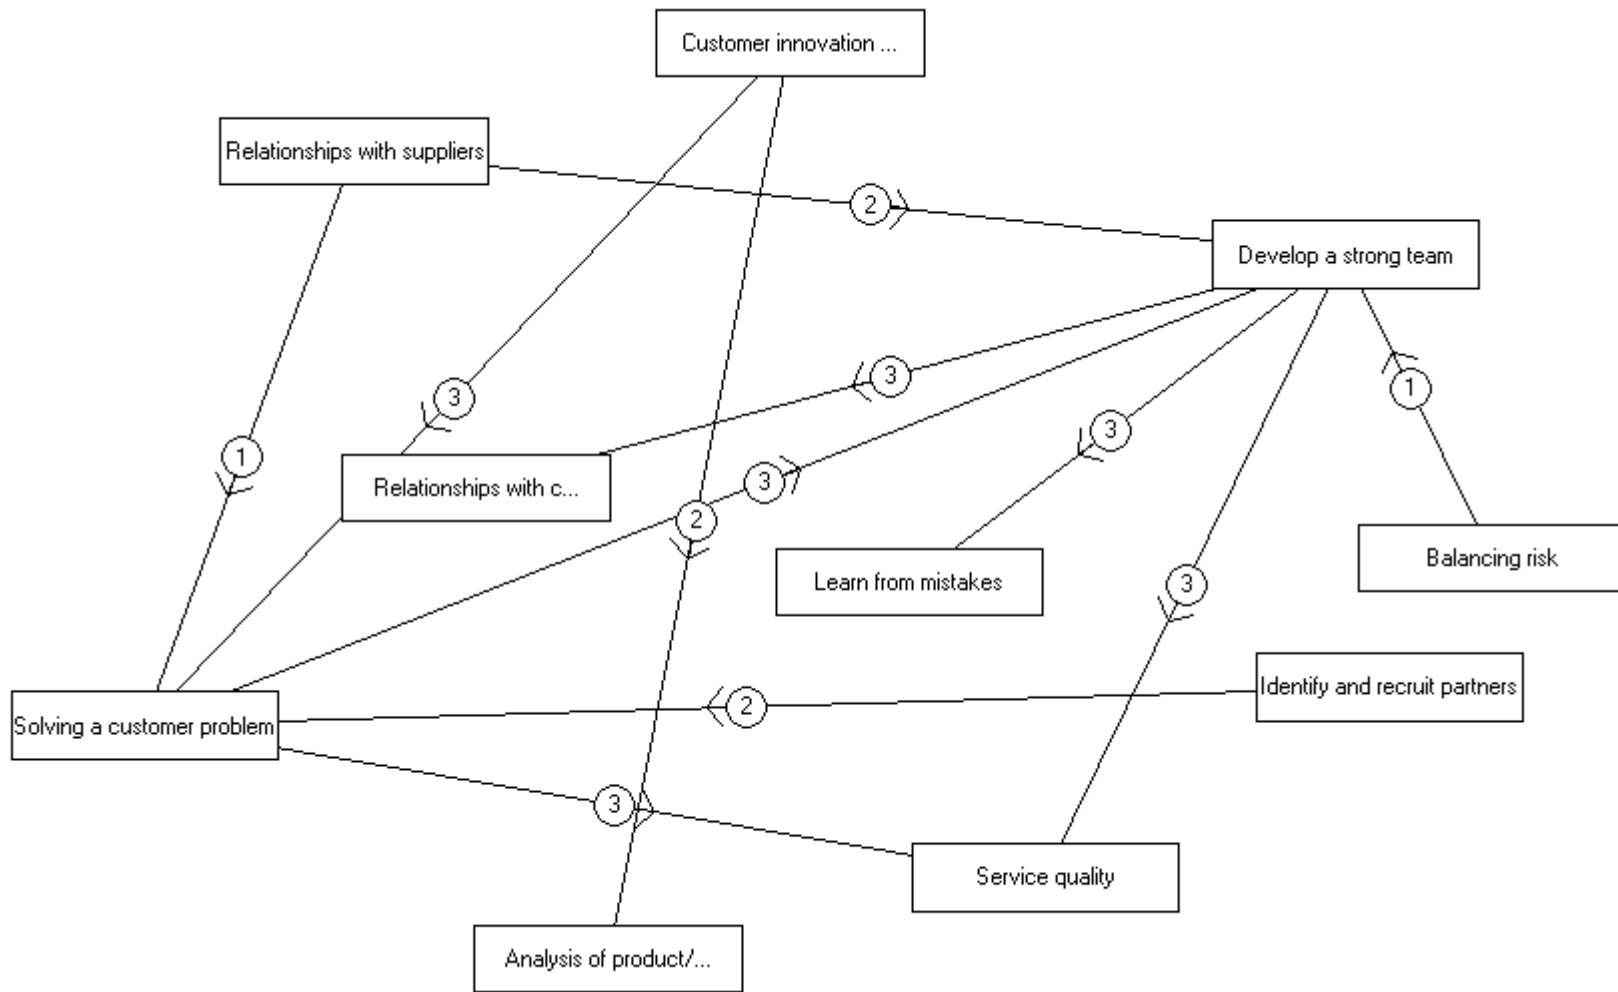 Customer innovation ...
Relationships with suppliers
2
Develop a strong team
3
3
1
3
1
Relationships with c...
3
3
2
Learn from mistakes
Balancing risk
3
Identify and recruit partners
2
Solving a customer problem
3
Service quality
Analysis of product/...